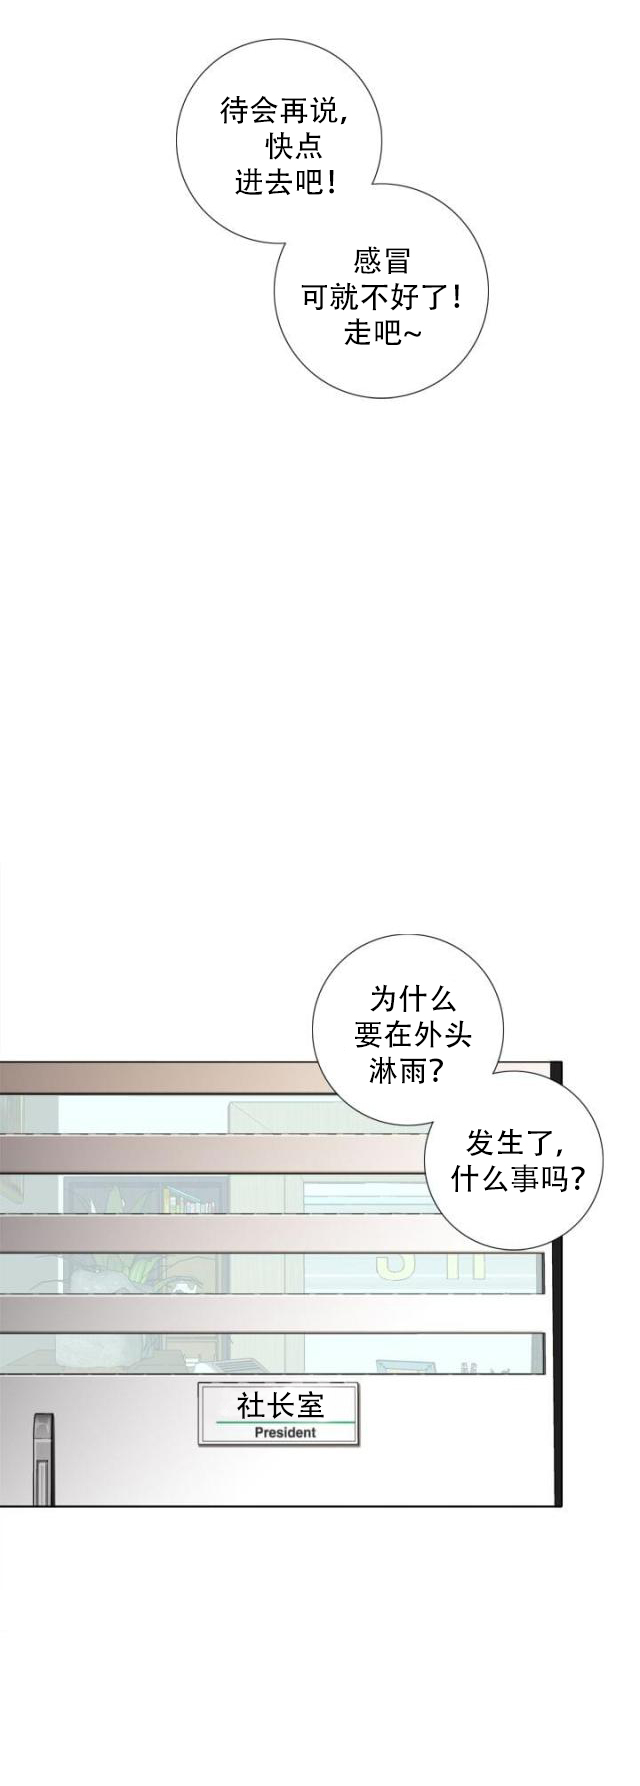 待会再说,
快点
进去吧!
感冒
可就不好了!
走吧~
为什么
要在外头
淋雨?
发生了,
什么事吗?
社长室
President